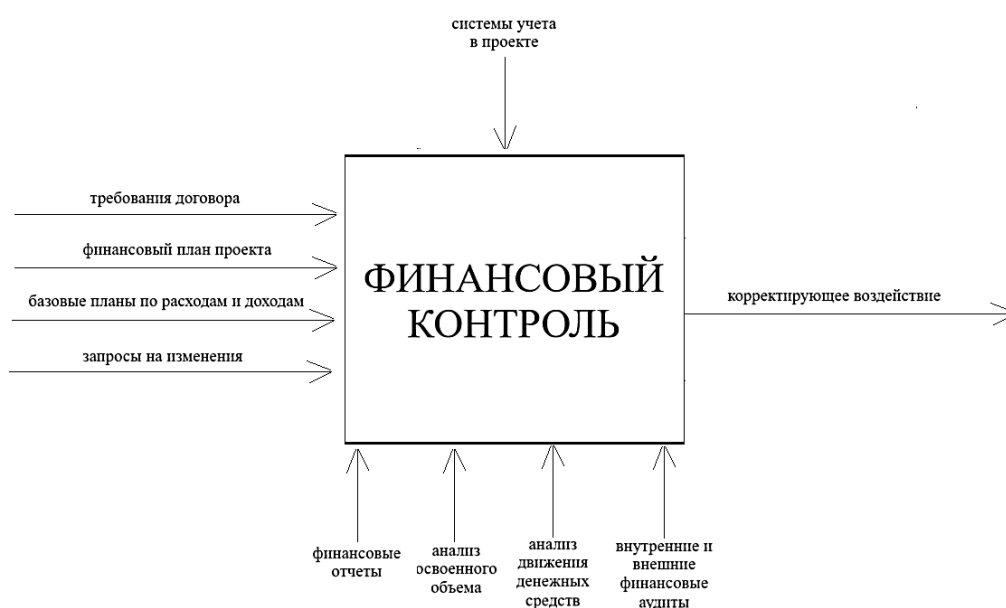 системы учета
в проекте
требования договора
финансовый план проекта
базовые планы по расходам и доходам
запросы на изменения
ФИНАНСОВЫЙ
КОНТРОЛЬ
корректирующее воздействие
финансовые
отчеты
анализ
освоенного
объема
анализ
движения
денежных
средств
внутренние и
внешние
финансовые
аудиты